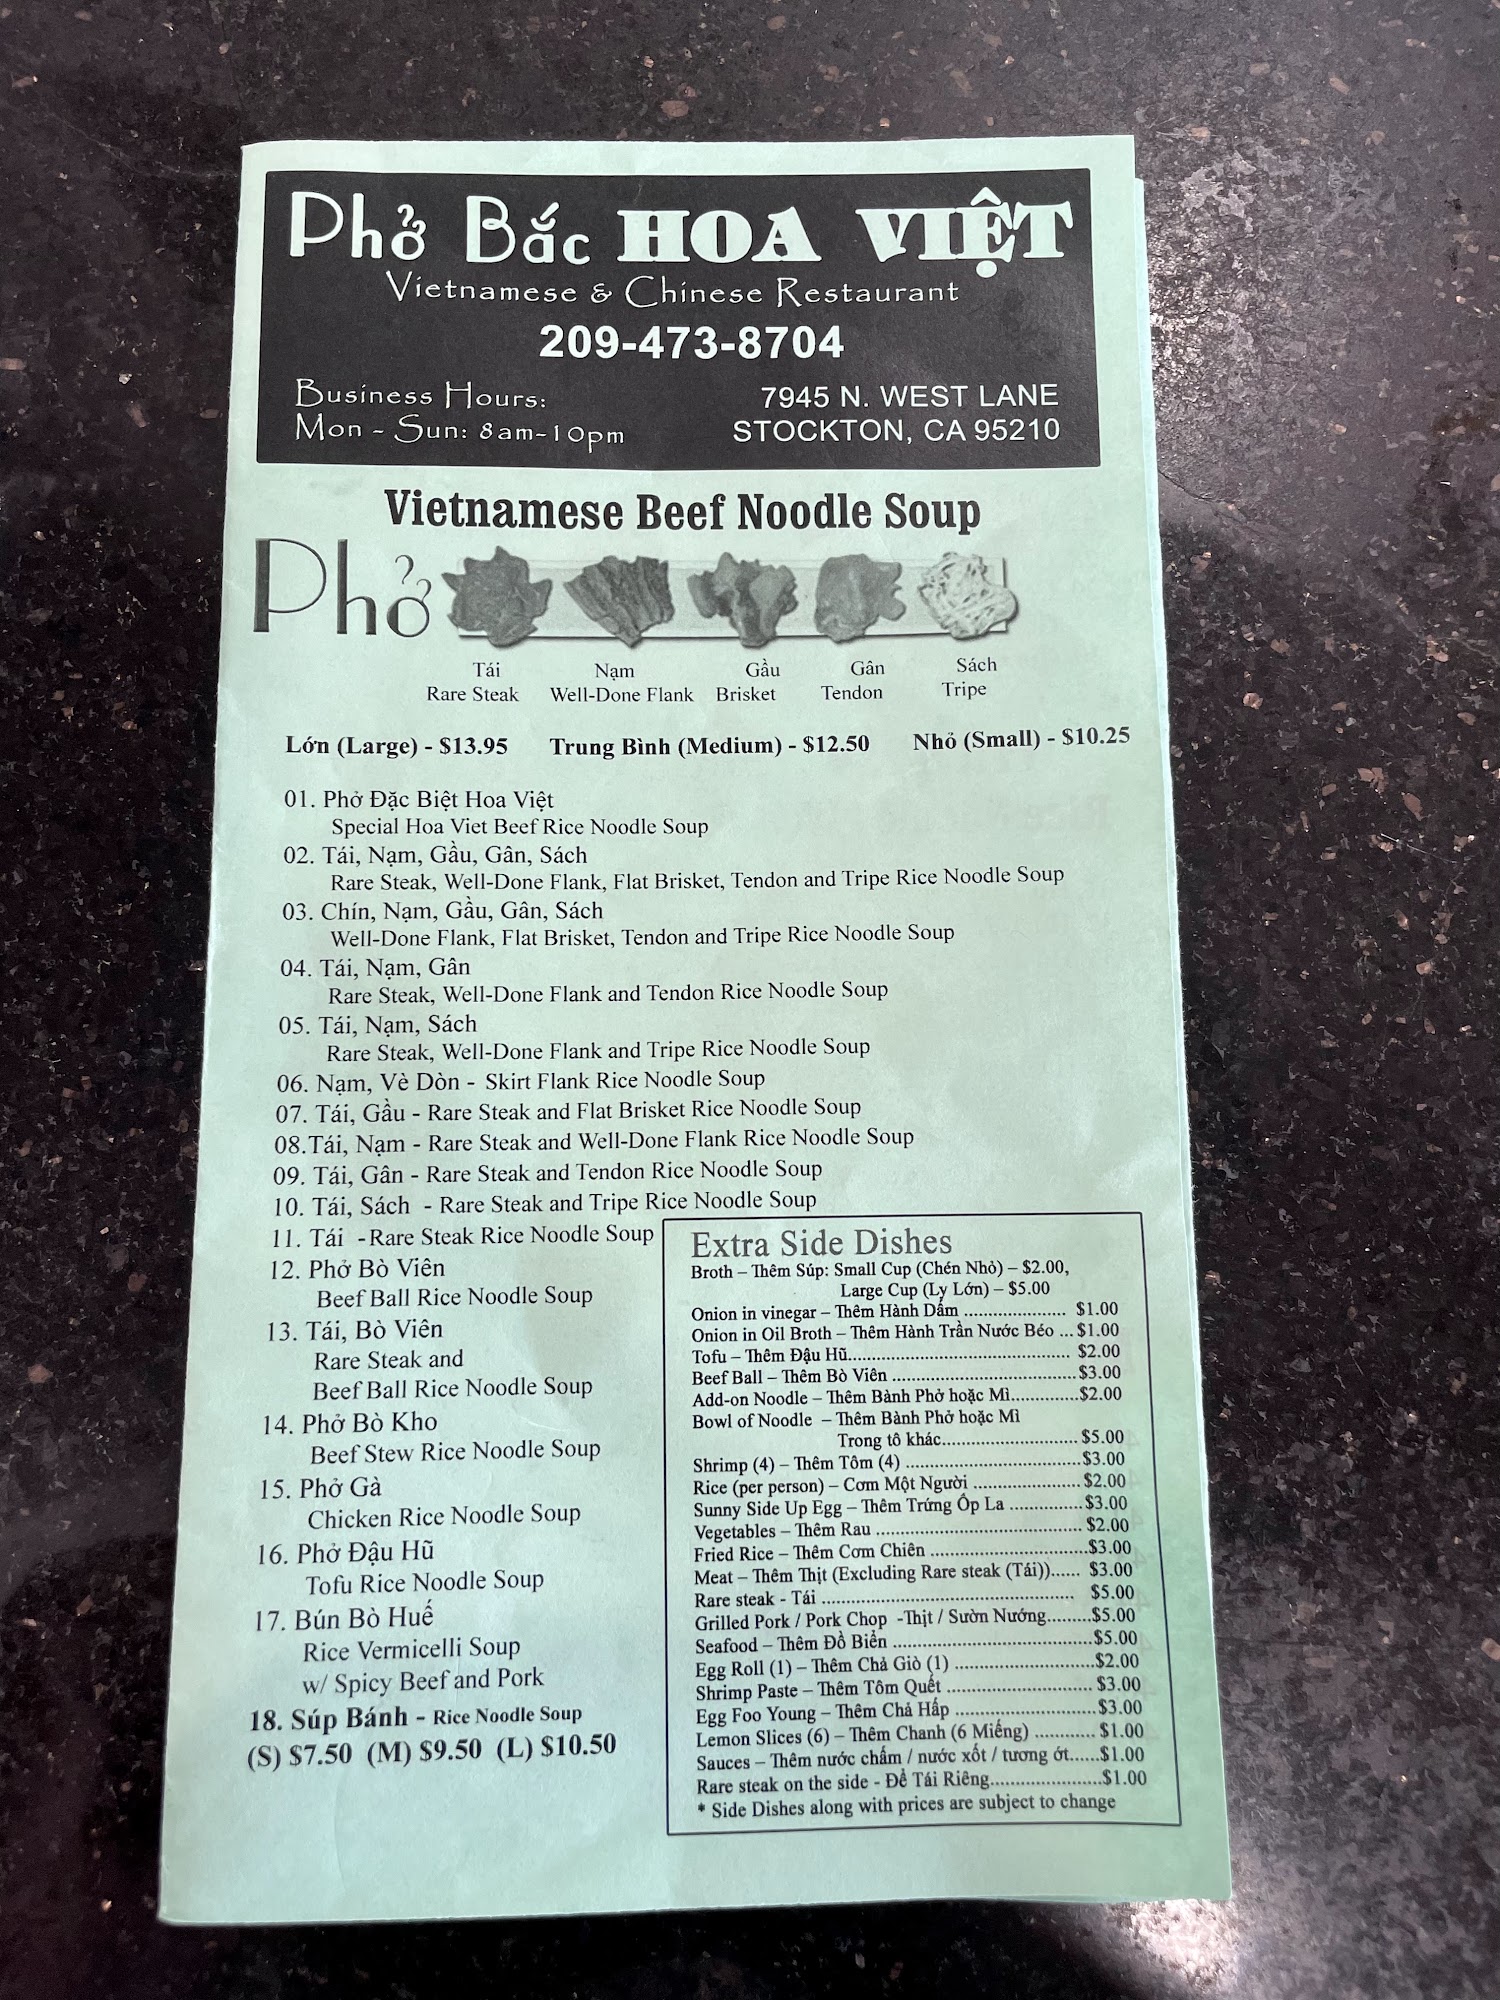 Phở Bắc HOA VIỆT
Vietnamese & Chinese Restaurant
209-473-8704
Business Hours:
Mon - Sun: 8am-10pm
7945 N. WEST LANE
STOCKTON, CA 95210
Vietnamese Beef Noodle Soup
Phở
Tái
Rare Steak
Nạm
Well-Done Flank
Gầu
Brisket
Gân
Tendon
Sách
Tripe
Lớn (Large) - $13.95 Trung Bình (Medium) - $12.50 Nhỏ (Small) - $10.25
01. Phở Đặc Biệt Hoa Việt
Special Hoa Viet Beef Rice Noodle Soup
02. Tái, Nạm, Gầu, Gân, Sách
Rare Steak, Well-Done Flank, Flat Brisket, Tendon and Tripe Rice Noodle Soup
03. Chín, Nạm, Gầu, Gân, Sách
Well-Done Flank, Flat Brisket, Tendon and Tripe Rice Noodle Soup
04. Tái, Nạm, Gân
Rare Steak, Well-Done Flank and Tendon Rice Noodle Soup
05. Tái, Nạm, Sách
Rare Steak, Well-Done Flank and Tripe Rice Noodle Soup
06. Nạm, Vè Dòn - Skirt Flank Rice Noodle Soup
07. Tái, Gầu - Rare Steak and Flat Brisket Rice Noodle Soup
08.Tái, Nạm - Rare Steak and Well-Done Flank Rice Noodle Soup
09. Tái, Gân - Rare Steak and Tendon Rice Noodle Soup
10. Tái, Sách - Rare Steak and Tripe Rice Noodle Soup
11. Tái -Rare Steak Rice Noodle Soup
12. Phở Bò Viên
Beef Ball Rice Noodle Soup
13. Tái, Bò Viên
Rare Steak and
Beef Ball Rice Noodle Soup
14. Phở Bò Kho
Beef Stew Rice Noodle Soup
15. Phở Gà
Chicken Rice Noodle Soup
16. Phở Đậu Hũ
Tofu Rice Noodle Soup
17. Bún Bò Huế
Rice Vermicelli Soup
w/ Spicy Beef and Pork
18. Súp Bánh - Rice Noodle Soup
(S) $7.50 (M) $9.50 (L) $10.50
Extra Side Dishes
Broth – Thêm Súp: Small Cup (Chén Nhỏ) – $2.00,
Large Cup (Ly Lớn) – $5.00
Onion in vinegar – Thêm Hành Dấm ..................... $1.00
Onion in Oil Broth – Thêm Hành Trần Nước Béo ... $1.00
Tofu – Thêm Đậu Hũ............................................. $2.00
Beef Ball – Thêm Bò Viên ..................................... $3.00
Add-on Noodle – Thêm Bành Phở hoặc Mì.............$2.00
Bowl of Noodle – Thêm Bành Phở hoặc Mì
Trong tô khác........................... $5.00
Shrimp (4) – Thêm Tôm (4) ...................................$3.00
Rice (per person) – Cơm Một Người ..................... $2.00
Sunny Side Up Egg – Thêm Trứng Ốp La ..............$3.00
Vegetables – Thêm Rau ......................................... $2.00
Fried Rice – Thêm Cơm Chiên ...............................$3.00
Meat – Thêm Thịt (Excluding Rare steak (Tái))...... $3.00
Rare steak - Tái .................................................. $5.00
Grilled Pork / Pork Chop -Thịt / Sườn Nướng.........$5.00
Seafood – Thêm Đồ Biển ........................................$5.00
Egg Roll (1) – Thêm Chả Giò (1) ............................$2.00
Shrimp Paste – Thêm Tôm Quết ............................. $3.00
Egg Foo Young – Thêm Chả Hấp ............................$3.00
Lemon Slices (6) – Thêm Chanh (6 Miếng) ............ $1.00
Sauces – Thêm nước chấm / nước xốt / tương ớt......$1.00
Rare steak on the side - Đề Tái Riêng......................$1.00
* Side Dishes along with prices are subject to change